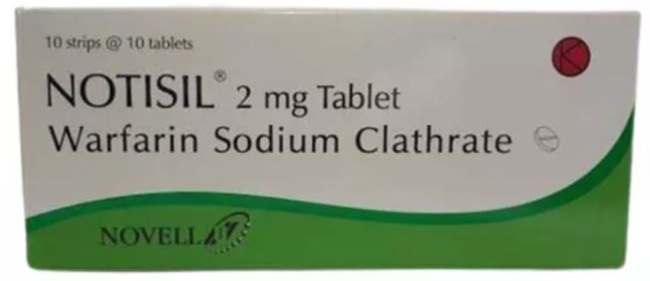 10 strips @ 10 tablets
K
NOTISIL® 2 mg Tablet
Warfarin Sodium Clathrate
NOVELL